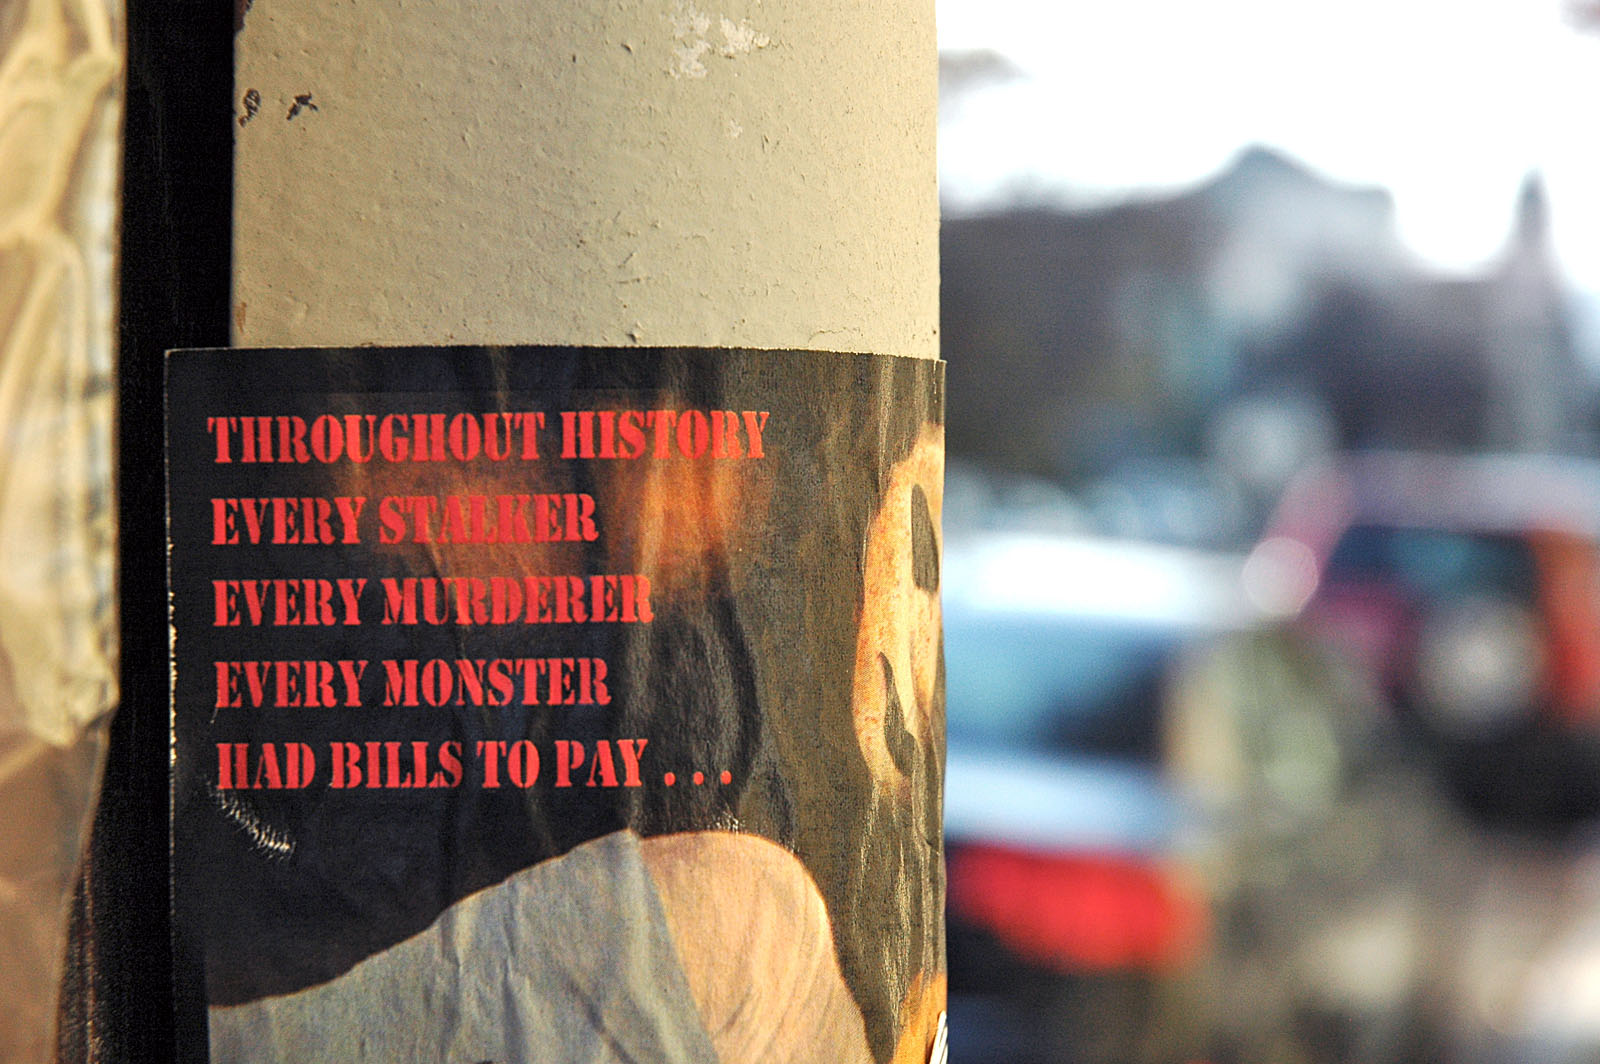 THROUGHOUT HISTORY
EVERY STALKER
EVERY MURDERER
EVERY MONSTER
HAD BILLS TO PAY . . .